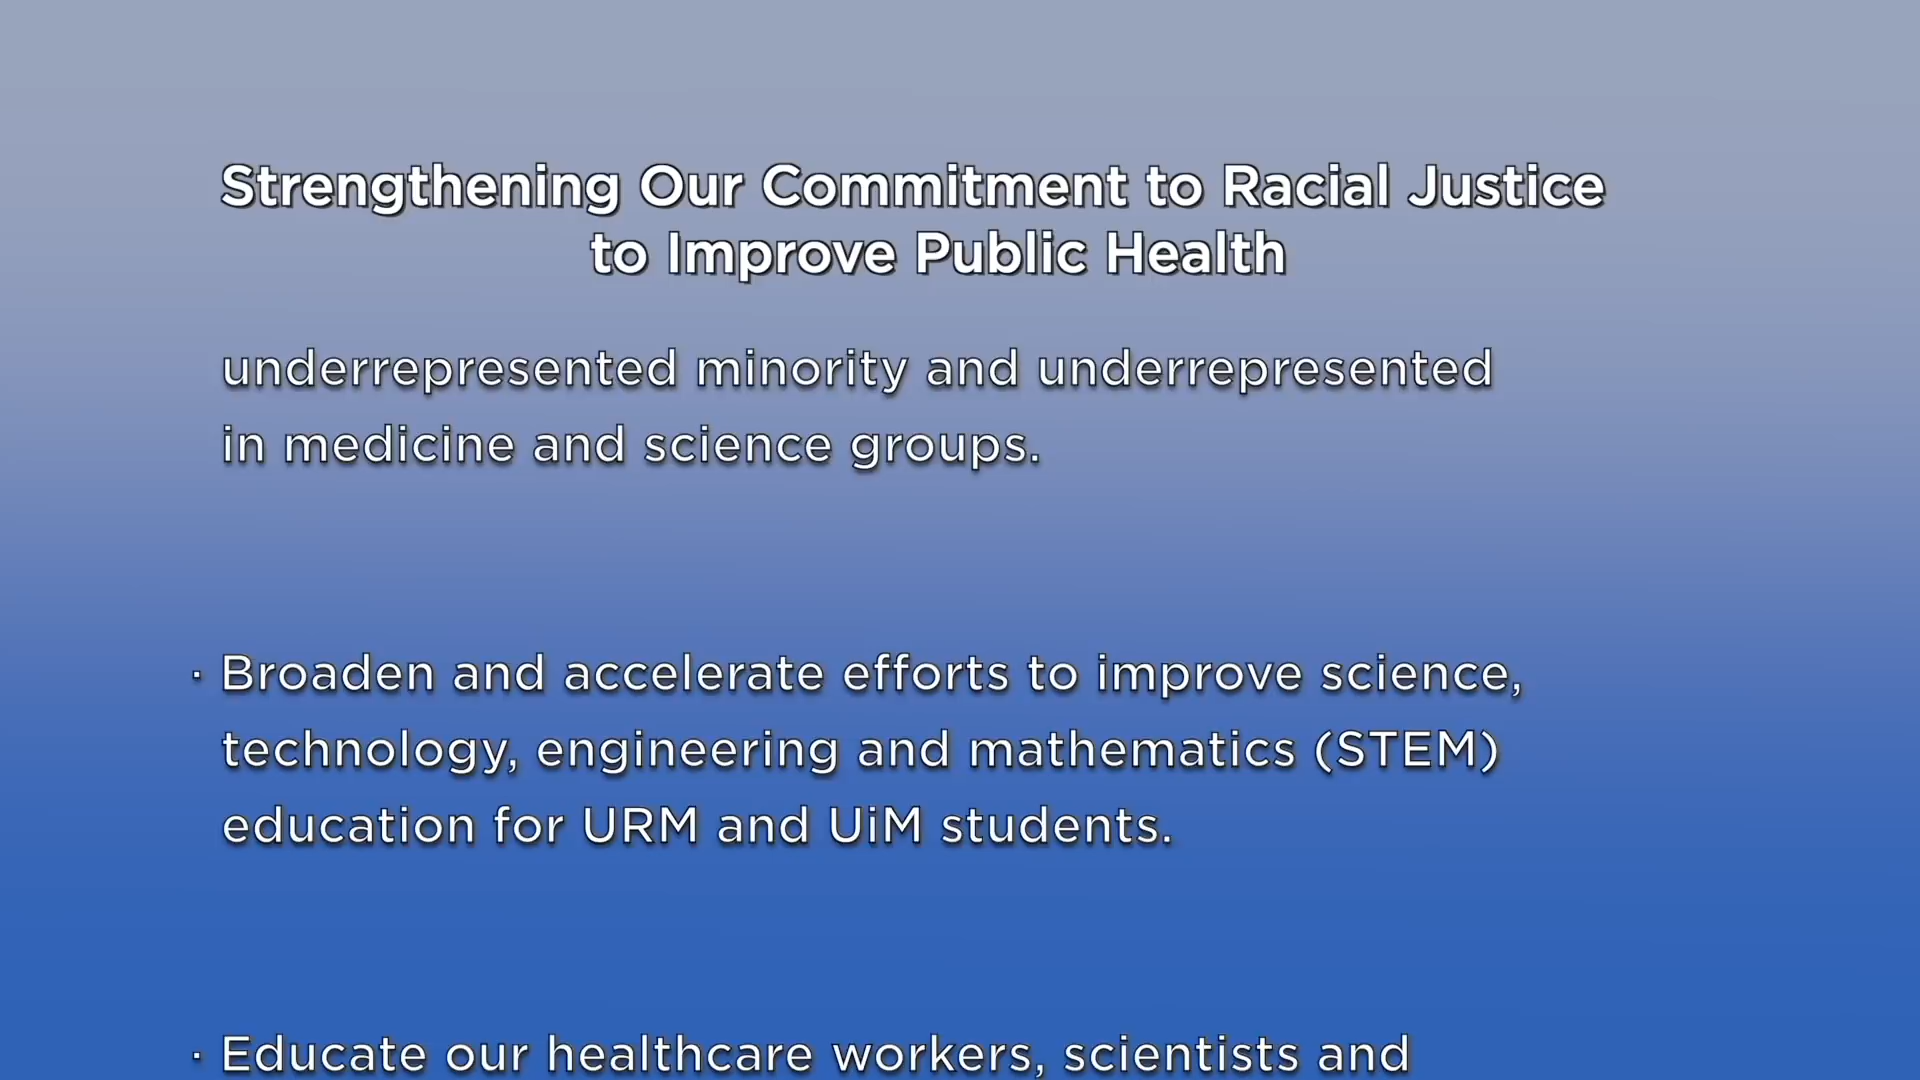 Strengthening Our Commitment to Racial Justice
to Improve Public Health
underrepresented minority and underrepresented
in medicine and science groups.
· Broaden and accelerate efforts to improve science,
technology, engineering and mathematics (STEM)
education for URM and UiM students.
· Educate our healthcare workers, scientists and